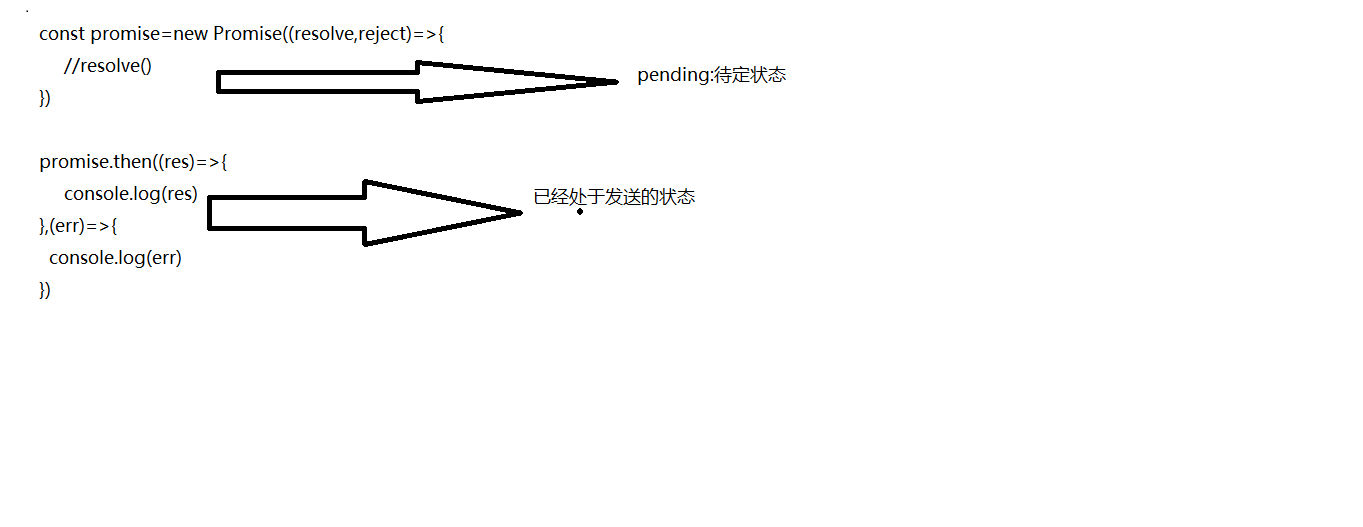 const promise=new Promise((resolve,reject)=>{
//resolve()
pending:待定状态
})
promise.then((res)=>{
console.log(res)
已经处于发送的状态
},(err)=>{
console.log(err)
})